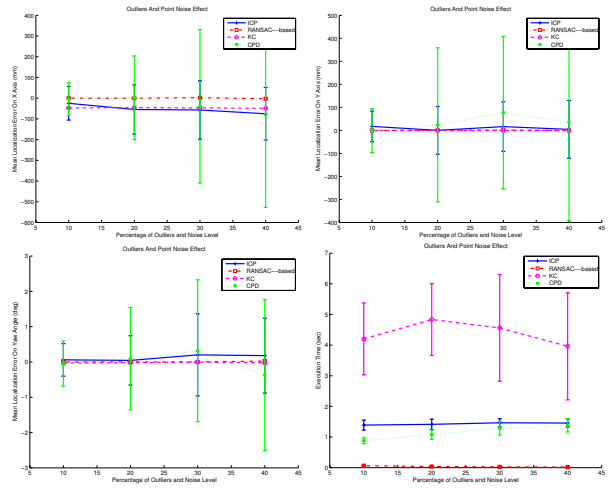 Outliers And Point Noise Effect
ICP
RANSAC----based
KC
CPD
Mean Localization Error On X Axis (mm)
400
300
200
100
0
-100
-200
-300
-400
-500
-600
5 10 15 20 25 30 35 40 45
Percentage of Outliers and Noise Level
Outliers And Point Noise Effect
ICP
RANSAC----based
KC
CPD
Mean Localization Error On Y Axis (mm)
500
400
300
200
100
0
-100
-200
-300
-400
5 10 15 20 25 30 35 40 45
Percentage of Outliers and Noise Level
Outliers And Point Noise Effect
ICP
RANSAC----based
KC
CPD
Mean Localization Error On Yaw Angle (dag)
3
2
1
0
-1
-2
-3
5 10 15 20 25 30 35 40 45
Percentage of Outliers and Noise Level
Outliers And Point Noise Effect
ICP
RANSAC----based
KC
CPD
Execution Time (sec)
7
6
5
4
3
2
1
0
5 10 15 20 25 30 35 40 45
Percentage of Outliers and Noise Level